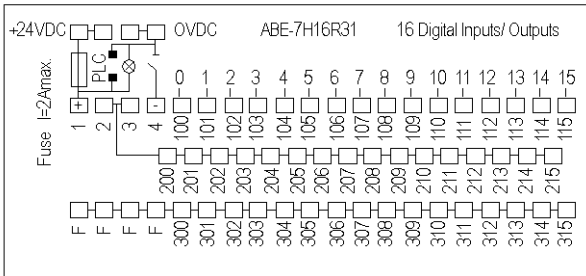 +24VDC 0VDC ABE-7H16R31 16 Digital Inputs/ Outputs
PLC
Fuse I=2Amax.
0 1 2 3 4 5 6 7 8 9 10 11 12 13 14 15
+ -
1 2 3 4 100 101 102 103 104 105 106 107 108 109 110 111 112 113 114 115
200 201 202 203 204 205 206 207 208 209 210 211 212 213 214 215
F F F F 300 301 302 303 304 305 306 307 308 309 310 311 312 313 314 315